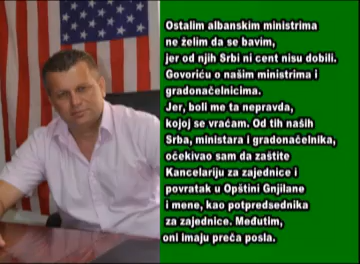 Ostalim albanskim ministrima
ne želim da se bavim,
jer od njih Srbi ni cent nisu dobili.
Govoriću o našim ministrima i
gradonačelnicima.
Jer, boli me ta nepravda,
kojoj se vraćam. Od tih naših
Srba, ministara i gradonačelnika,
očekivao sam da zaštite
Kancelariju za zajednice i
povratak u Opštini Gnjilane
i mene, kao potpredsednika
za zajednice. Međutim,
oni imaju preča posla.